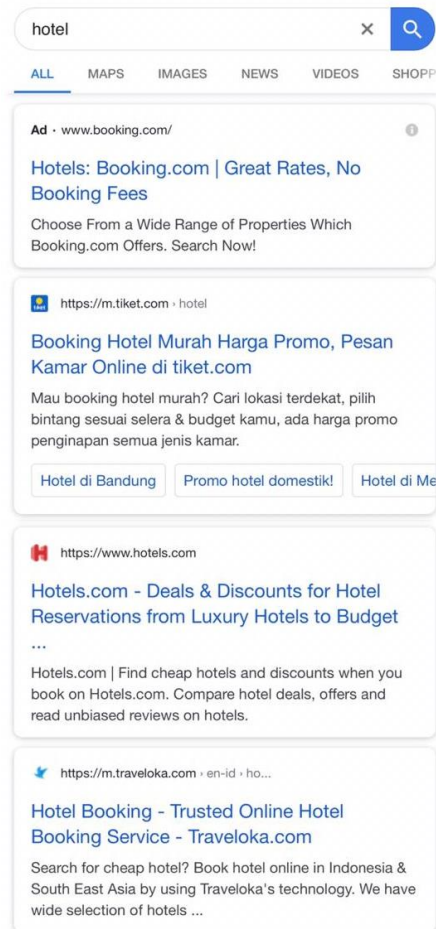 hotel
ALL MAPS IMAGES NEWS VIDEOS SHOPP
Ad · www.booking.com/
Hotels: Booking.com | Great Rates, No
Booking Fees
Choose From a Wide Range of Properties Which
Booking.com Offers. Search Now!
https://m.tiket.com › hotel
Booking Hotel Murah Harga Promo, Pesan
Kamar Online di tiket.com
Mau booking hotel murah? Cari lokasi terdekat, pilih
bintang sesuai selera & budget kamu, ada harga promo
penginapan semua jenis kamar.
Hotel di Bandung Promo hotel domestik! Hotel di Me
https://www.hotels.com
Hotels.com - Deals & Discounts for Hotel
Reservations from Luxury Hotels to Budget
...
Hotels.com | Find cheap hotels and discounts when you
book on Hotels.com. Compare hotel deals, offers and
read unbiased reviews on hotels.
https://m.traveloka.com › en-id › ho...
Hotel Booking - Trusted Online Hotel
Booking Service - Traveloka.com
Search for cheap hotel? Book hotel online in Indonesia &
South East Asia by using Traveloka's technology. We have
wide selection of hotels ...